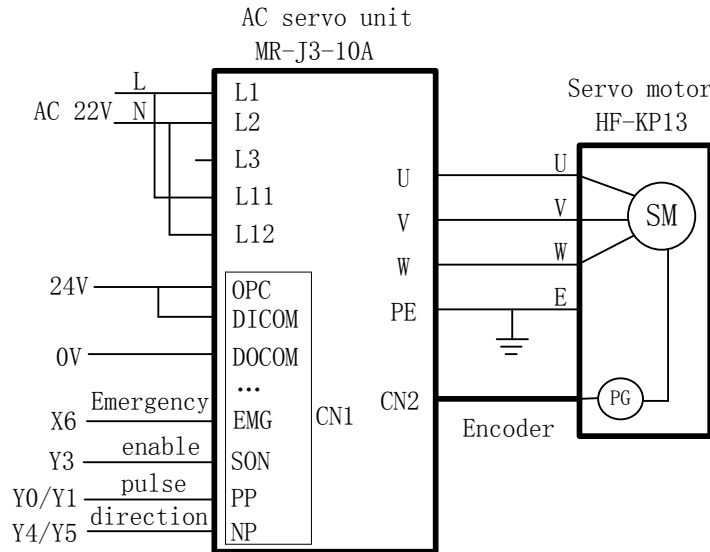 AC servo unit
MR-J3-10A
L
AC 22V
N
L1
L2
L3
L11
L12
24V
OPC
DICOM
0V
DOCOM
...
X6
Emergency
EMG
CN1
Y3
enable
SON
Y0/Y1
pulse
PP
Y4/Y5
direction
NP
U
V
W
PE
CN2
Encoder
Servo motor
HF-KP13
U
V
W
E
SM
PG